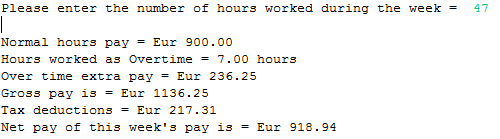 Please enter the number of hours worked during the week = 47
Normal hours pay = Eur 900.00
Hours worked as Overtime = 7.00 hours
Over time extra pay = Eur 236.25
Gross pay is = Eur 1136.25
Tax deductions = Eur 217.31
Net pay of this week's pay is = Eur 918.94